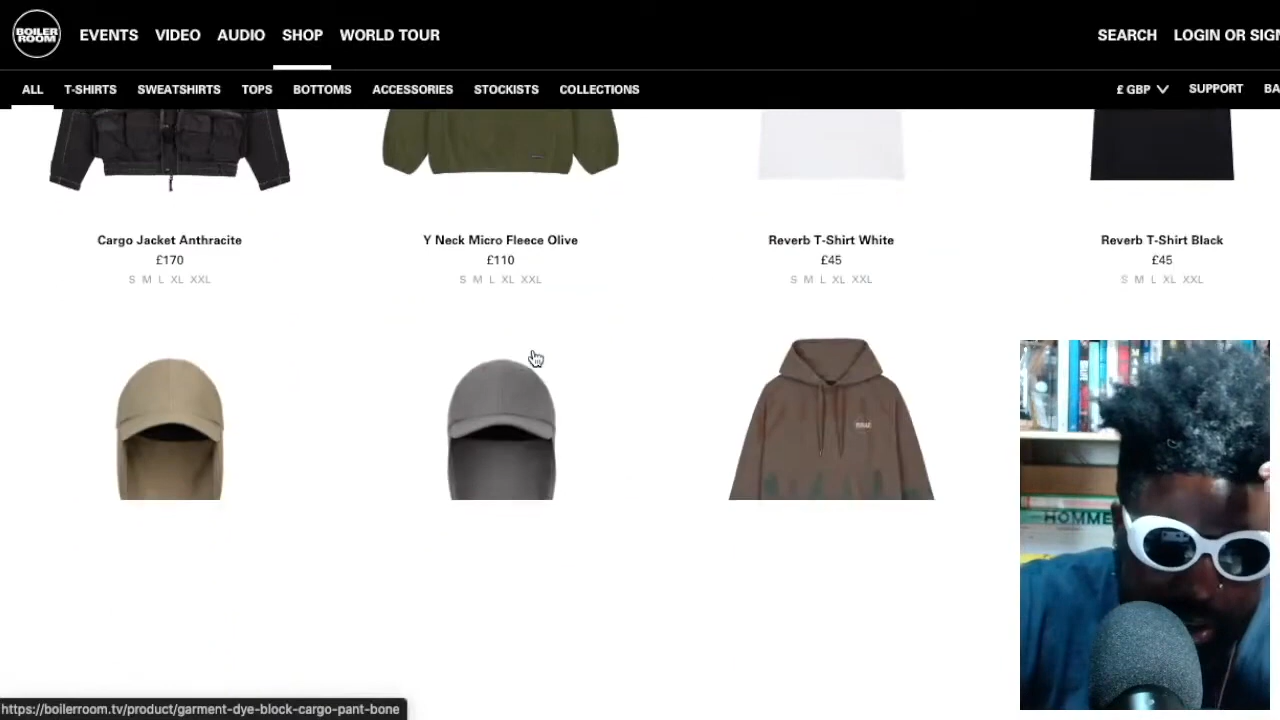 BOILER ROOM EVENTS VIDEO AUDIO SHOP WORLD TOUR SEARCH LOGIN OR SIGN
ALL T-SHIRTS SWEATSHIRTS TOPS BOTTOMS ACCESSORIES STOCKISTS COLLECTIONS £ GBP SUPPORT BA
Cargo Jacket Anthracite
£170
S M L XL XXL
Y Neck Micro Fleece Olive
£110
S M L XL XXL
Reverb T-Shirt White
£45
S M L XL XXL
Reverb T-Shirt Black
£45
S M L XL XXL
HOMME
https://boilerroom.tv/product/garment-dye-block-cargo-pant-bone